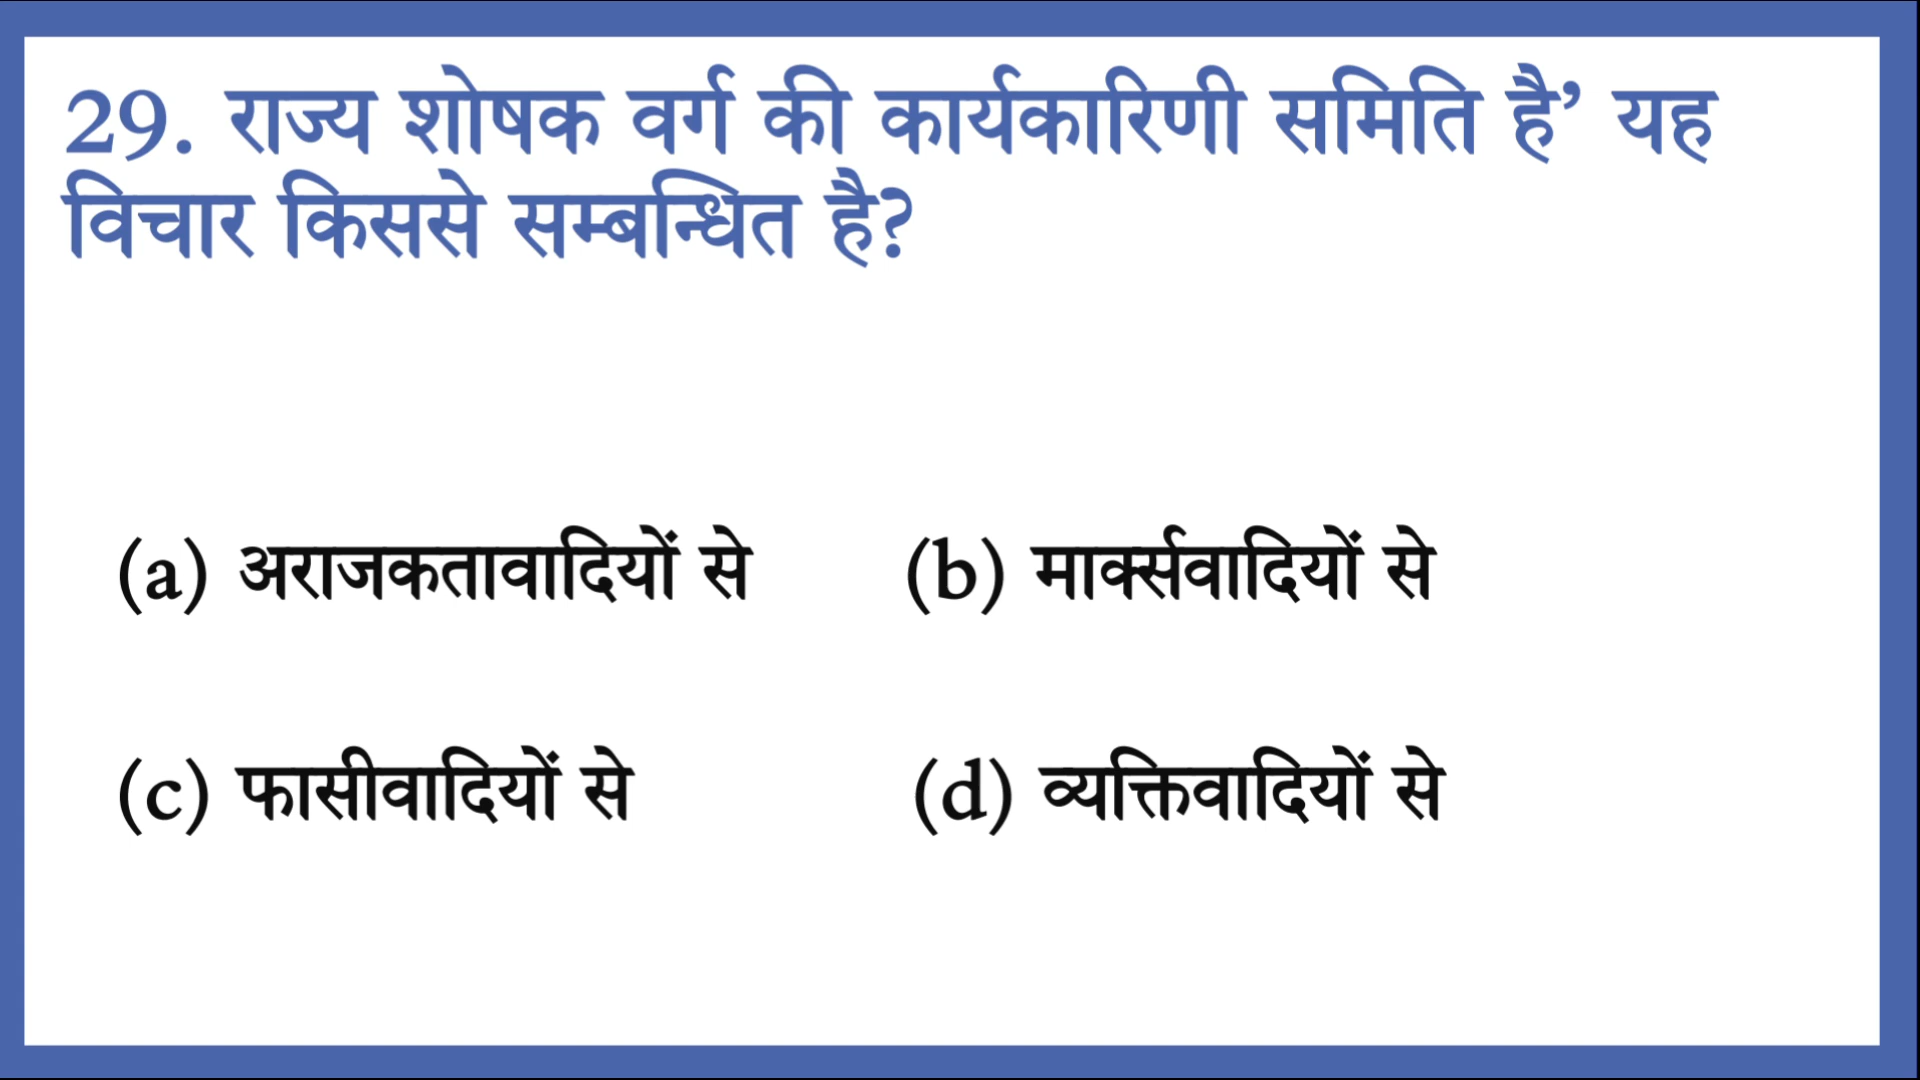 29. राज्य शोषक वर्ग की कार्यकारिणी समिति है’ यह
विचार किससे सम्बन्धित है?
(a) अराजकतावादियों से (b) मार्क्सवादियों से
(c) फासीवादियों से (d) व्यक्तिवादियों से